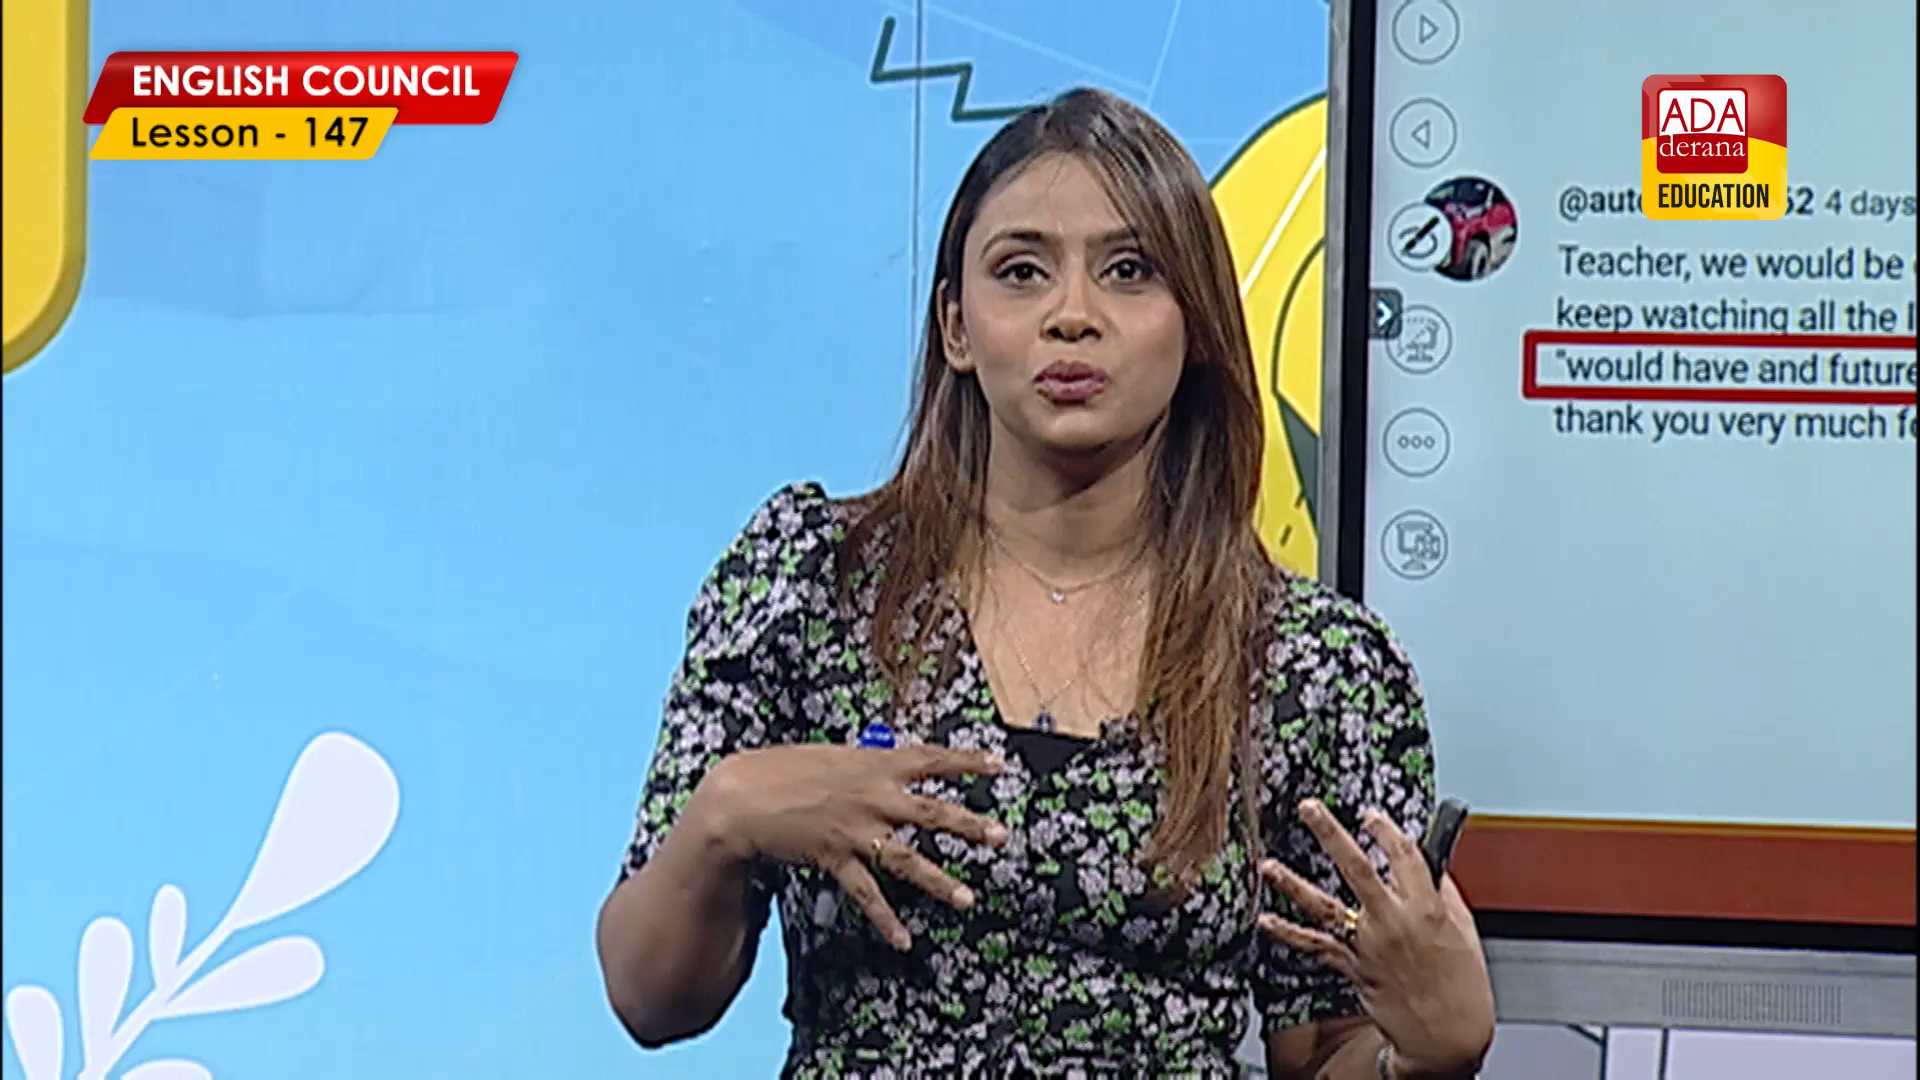 ENGLISH COUNCIL
Lesson - 147
ADA
derana
EDUCATION
52 4 days
Teacher, we would be
keep watching all the
"would have and future
thank you very much